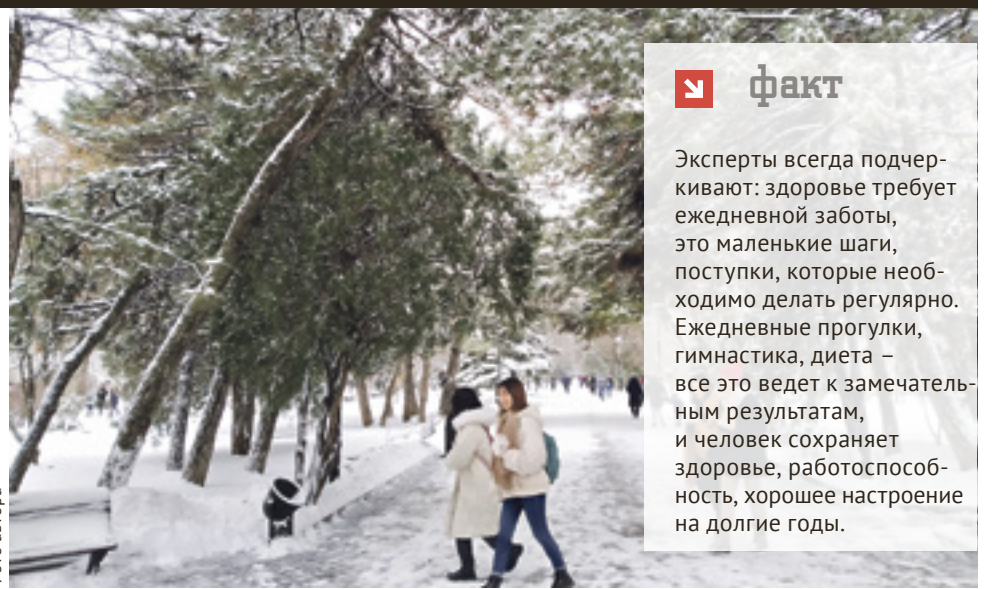 факт
Эксперты всегда подчер-
кивают: здоровье требует
ежедневной заботы,
это маленькие шаги,
поступки, которые необ-
ходимо делать регулярно.
Ежедневные прогулки,
гимнастика, диета –
все это ведет к замечатель-
ным результатам,
и человек сохраняет
здоровье, работоспособ-
ность, хорошее настроение
на долгие годы.